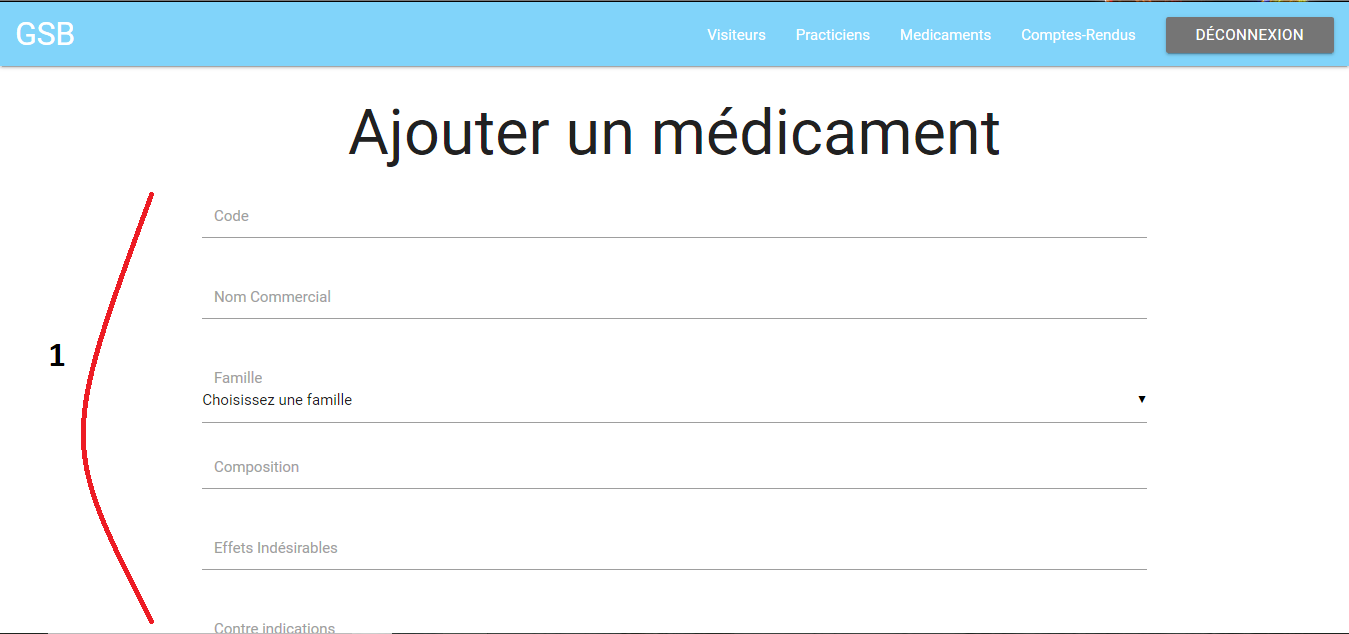 GSB
Visiteurs Practiciens Medicaments Comptes-Rendus DÉCONNEXION
Ajouter un médicament
Code
Nom Commercial
1
Famille
Choisissez une famille
Composition
Effets Indésirables
Contre indications